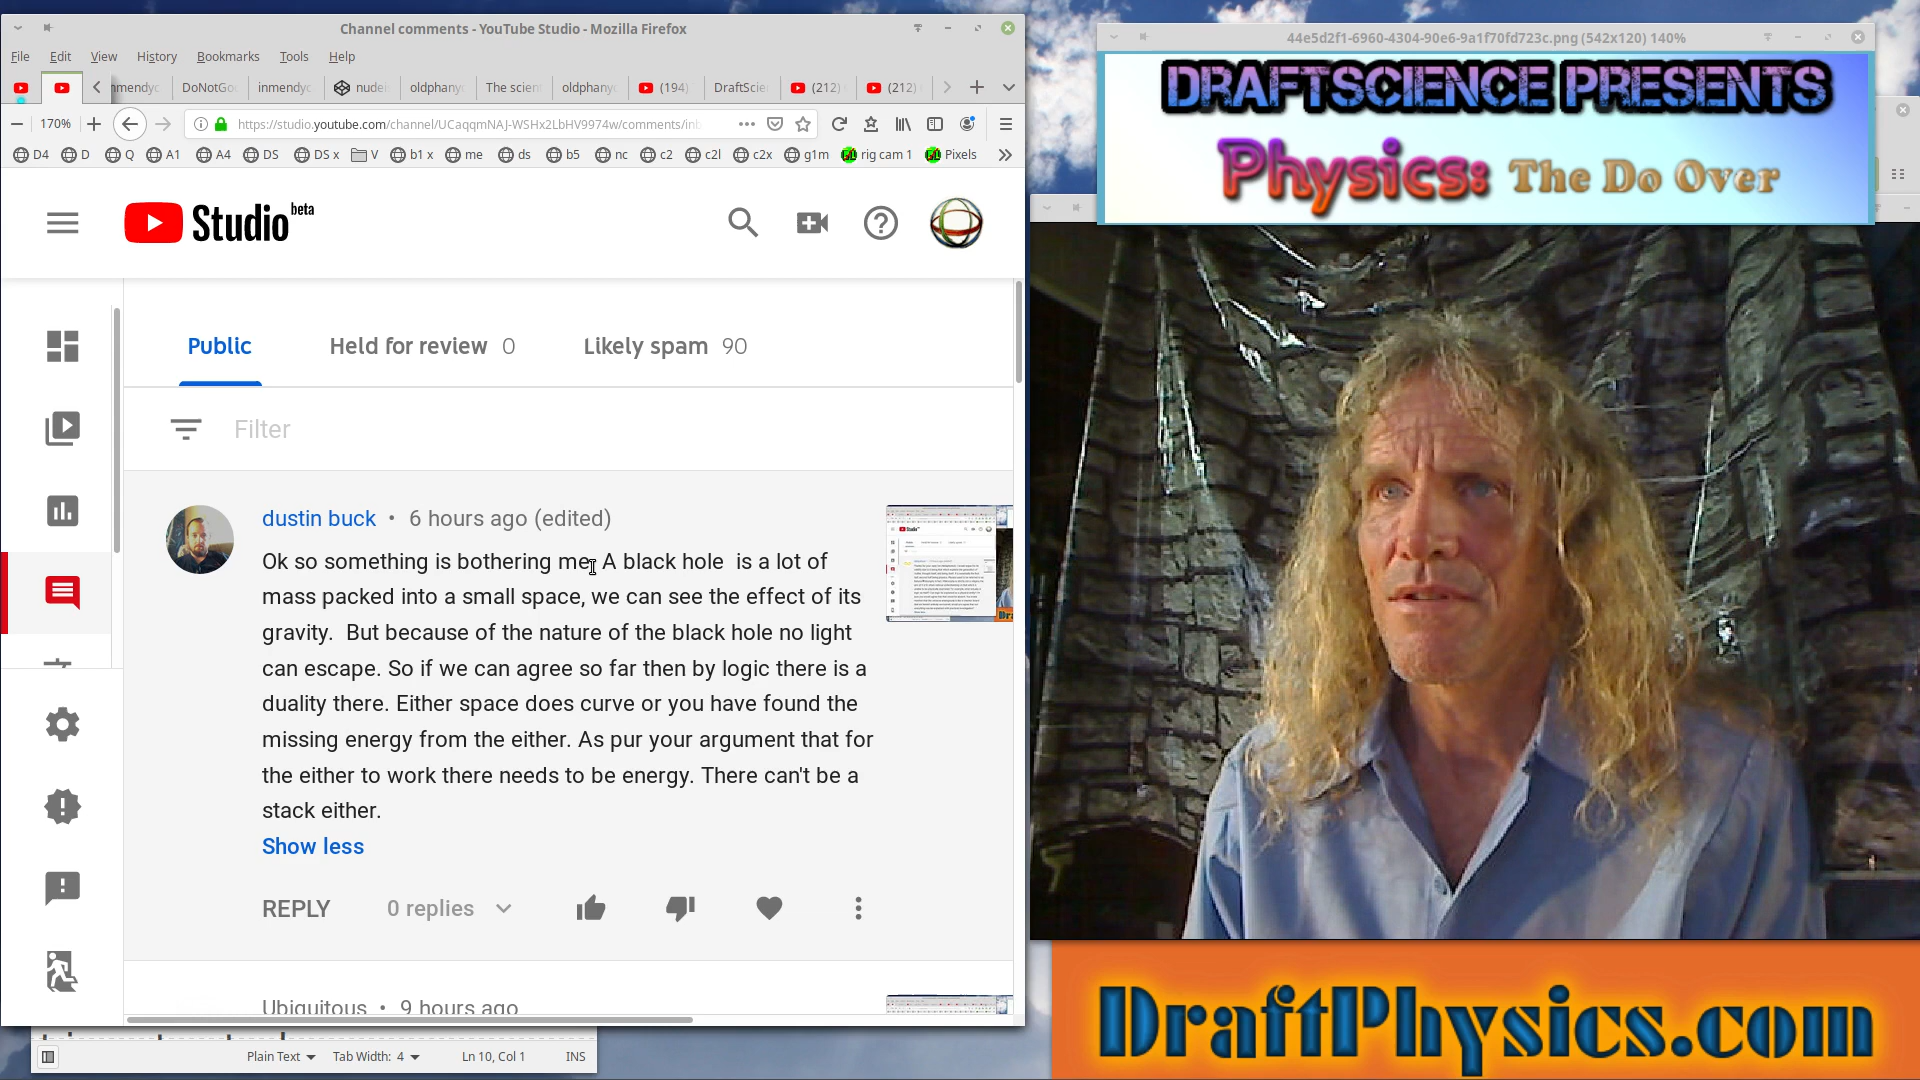 Channel comments - YouTube Studio - Mozilla Firefox
File Edit View History Bookmarks Tools Help
DoNotGo inmendyc nudel oldphany The scien oldphany (194) DraftScie (212) (212)
170% https://studio.youtube.com/channel/UCaqqmNAJ-WSHx2LbHV9974w/comments/in
D4 D Q A1 A4 DS DS x V b1 x me ds b5 nc c2 c2l c2x g1m rig cam 1 Pixels
Studio beta
Public Held for review 0 Likely spam 90
Filter
dustin buck • 6 hours ago (edited)
Ok so something is bothering me. A black hole is a lot of
mass packed into a small space, we can see the effect of its
gravity. But because of the nature of the black hole no light
can escape. So if we can agree so far then by logic there is a
duality there. Either space does curve or you have found the
missing energy from the either. As pur your argument that for
the either to work there needs to be energy. There can't be a
stack either.
Show less
REPLY 0 replies
Ubiquitous • 9 hours ago
Plain Text Tab Width: 4 Ln 10, Col 1 INS
44e5d2f1-6960-4304-90e6-9a1f70fd723c.png (542x120) 140%
DRAFTSCIENCE PRESENTS
Physics: The Do Over
DraftPhysics.com